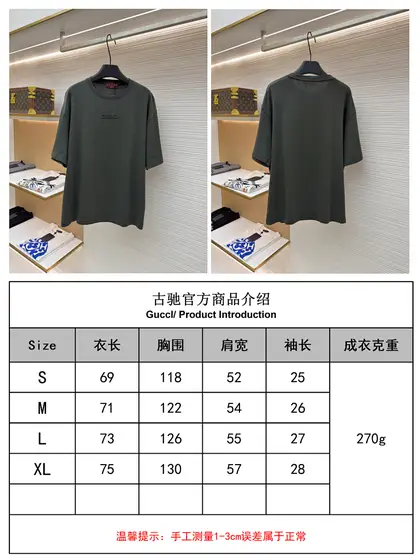 古驰官方商品介绍
Guccl/ Product Introduction
Size 衣长 胸围 肩宽 袖长 成衣克重
S 69 118 52 25
M 71 122 54 26
L 73 126 55 27
XL 75 130 57 28
270g
温馨提示：手工测量1-3cm误差属于正常